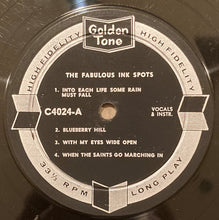 Golden
Tone
HIGH FIDELITY
HIGH FIDELITY
THE FABULOUS INK SPOTS
1. INTO EACH LIFE SOME RAIN
MUST FALL
C4024-A
VOCALS
& INSTR.
2. BLUEBERRY HILL
3. WITH MY EYES WIDE OPEN
4. WHEN THE SAINTS GO MARCHING IN
33⅓ RPM
LONG PLAY